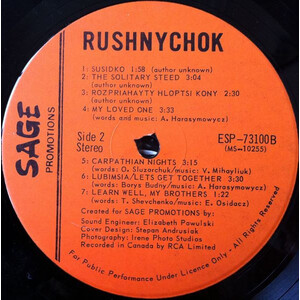 RUSHNYCHOK
SAGE
PROMOTIONS
1. SUSIDKO 1:58 (author unknown)
2. THE SOLITARY STEED 3:04
(author unknown)
3. ROZPRIAHAYTY HLOPTSI KONY 2:30
(author unknown)
4. MY LOVED ONE 3:33
(words and music: A. Harasymowycz)
Side 2
Stereo
ESP-73100B
(MS-10255)
5. CARPATHIAN NIGHTS 3:15
(words: O. Sluzarchuk/music: V. Mihayliuk)
6. LUBIMSIA/LETS GET TOGETHER 3:30
(words: Borys Budny/music: A. Harasymowycz)
7. LEARN WELL, MY BROTHERS 1:22
(words: T. Shevchenko/music: E. Osidacz)
Created for SAGE PROMOTIONS by:
Sound Engineer: Elizabeth Powulski
Cover Design: Stepan Andrusiak
Photography: Irene Photo Studios
Recorded in Canada by RCA Limited
For Public Performance Under Licence Only. All Rights Reserved